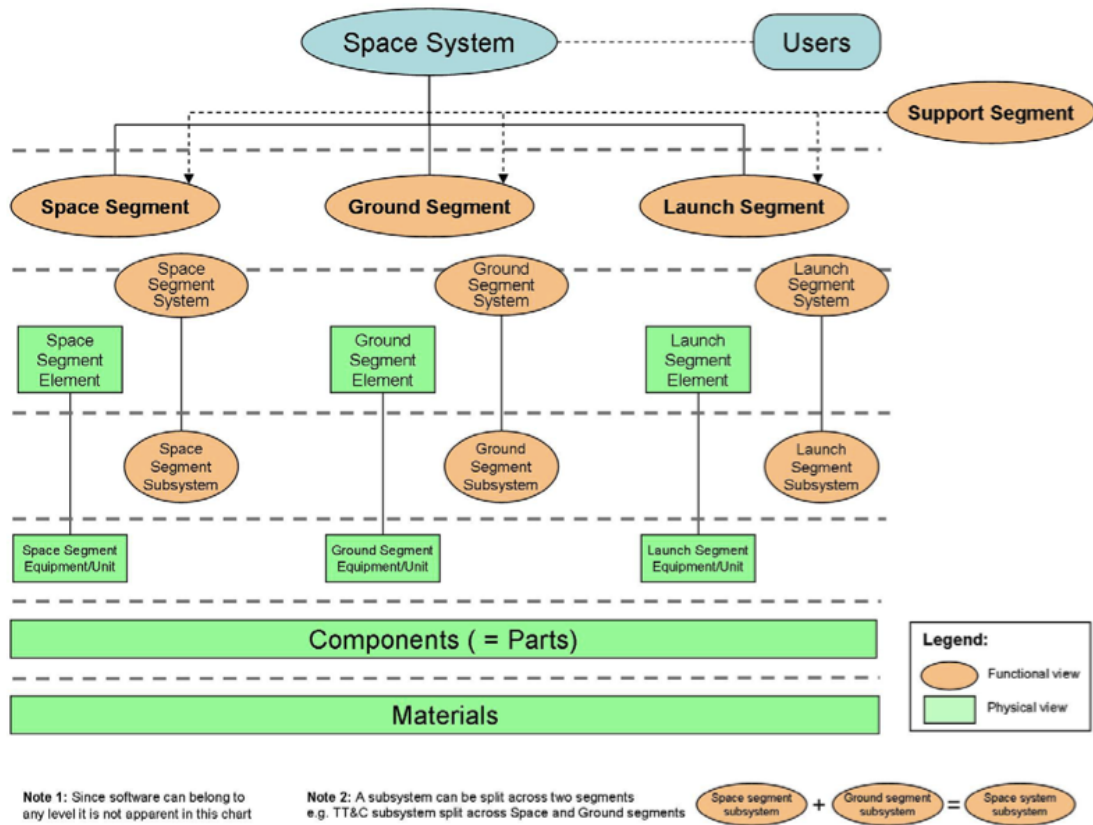 Space System
Users
Support Segment
Space Segment
Ground Segment
Launch Segment
Space
Segment
System
Ground
Segment
System
Launch
Segment
System
Space
Segment
Element
Ground
Segment
Element
Launch
Segment
Element
Space
Segment
Subsystem
Ground
Segment
Subsystem
Launch
Segment
Subsystem
Space Segment
Equipment/Unit
Ground Segment
Equipment/Unit
Launch Segment
Equipment/Unit
Components ( = Parts)
Materials
Legend:
Functional view
Physical view
Note 1: Since software can belong to
any level it is not apparent in this chart
Note 2: A subsystem can be split across two segments
e.g. TT&C subsystem split across Space and Ground segments
Space segment
subsystem
+
Ground segment
subsystem
=
Space system
subsystem